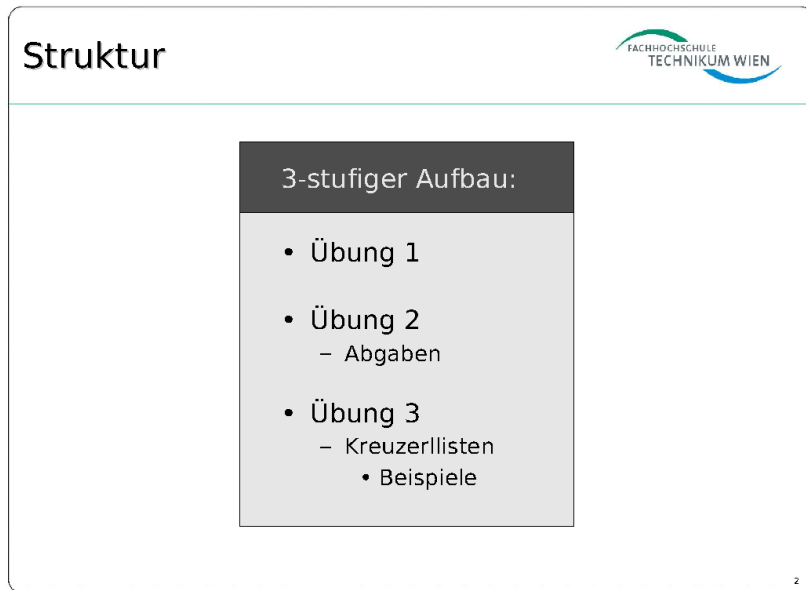 Struktur
FACHHOCHSCHULE
TECHNIKUM WIEN
3-stufiger Aufbau:
• Übung 1
• Übung 2
– Abgaben
• Übung 3
– Kreuzerllisten
• Beispiele
2